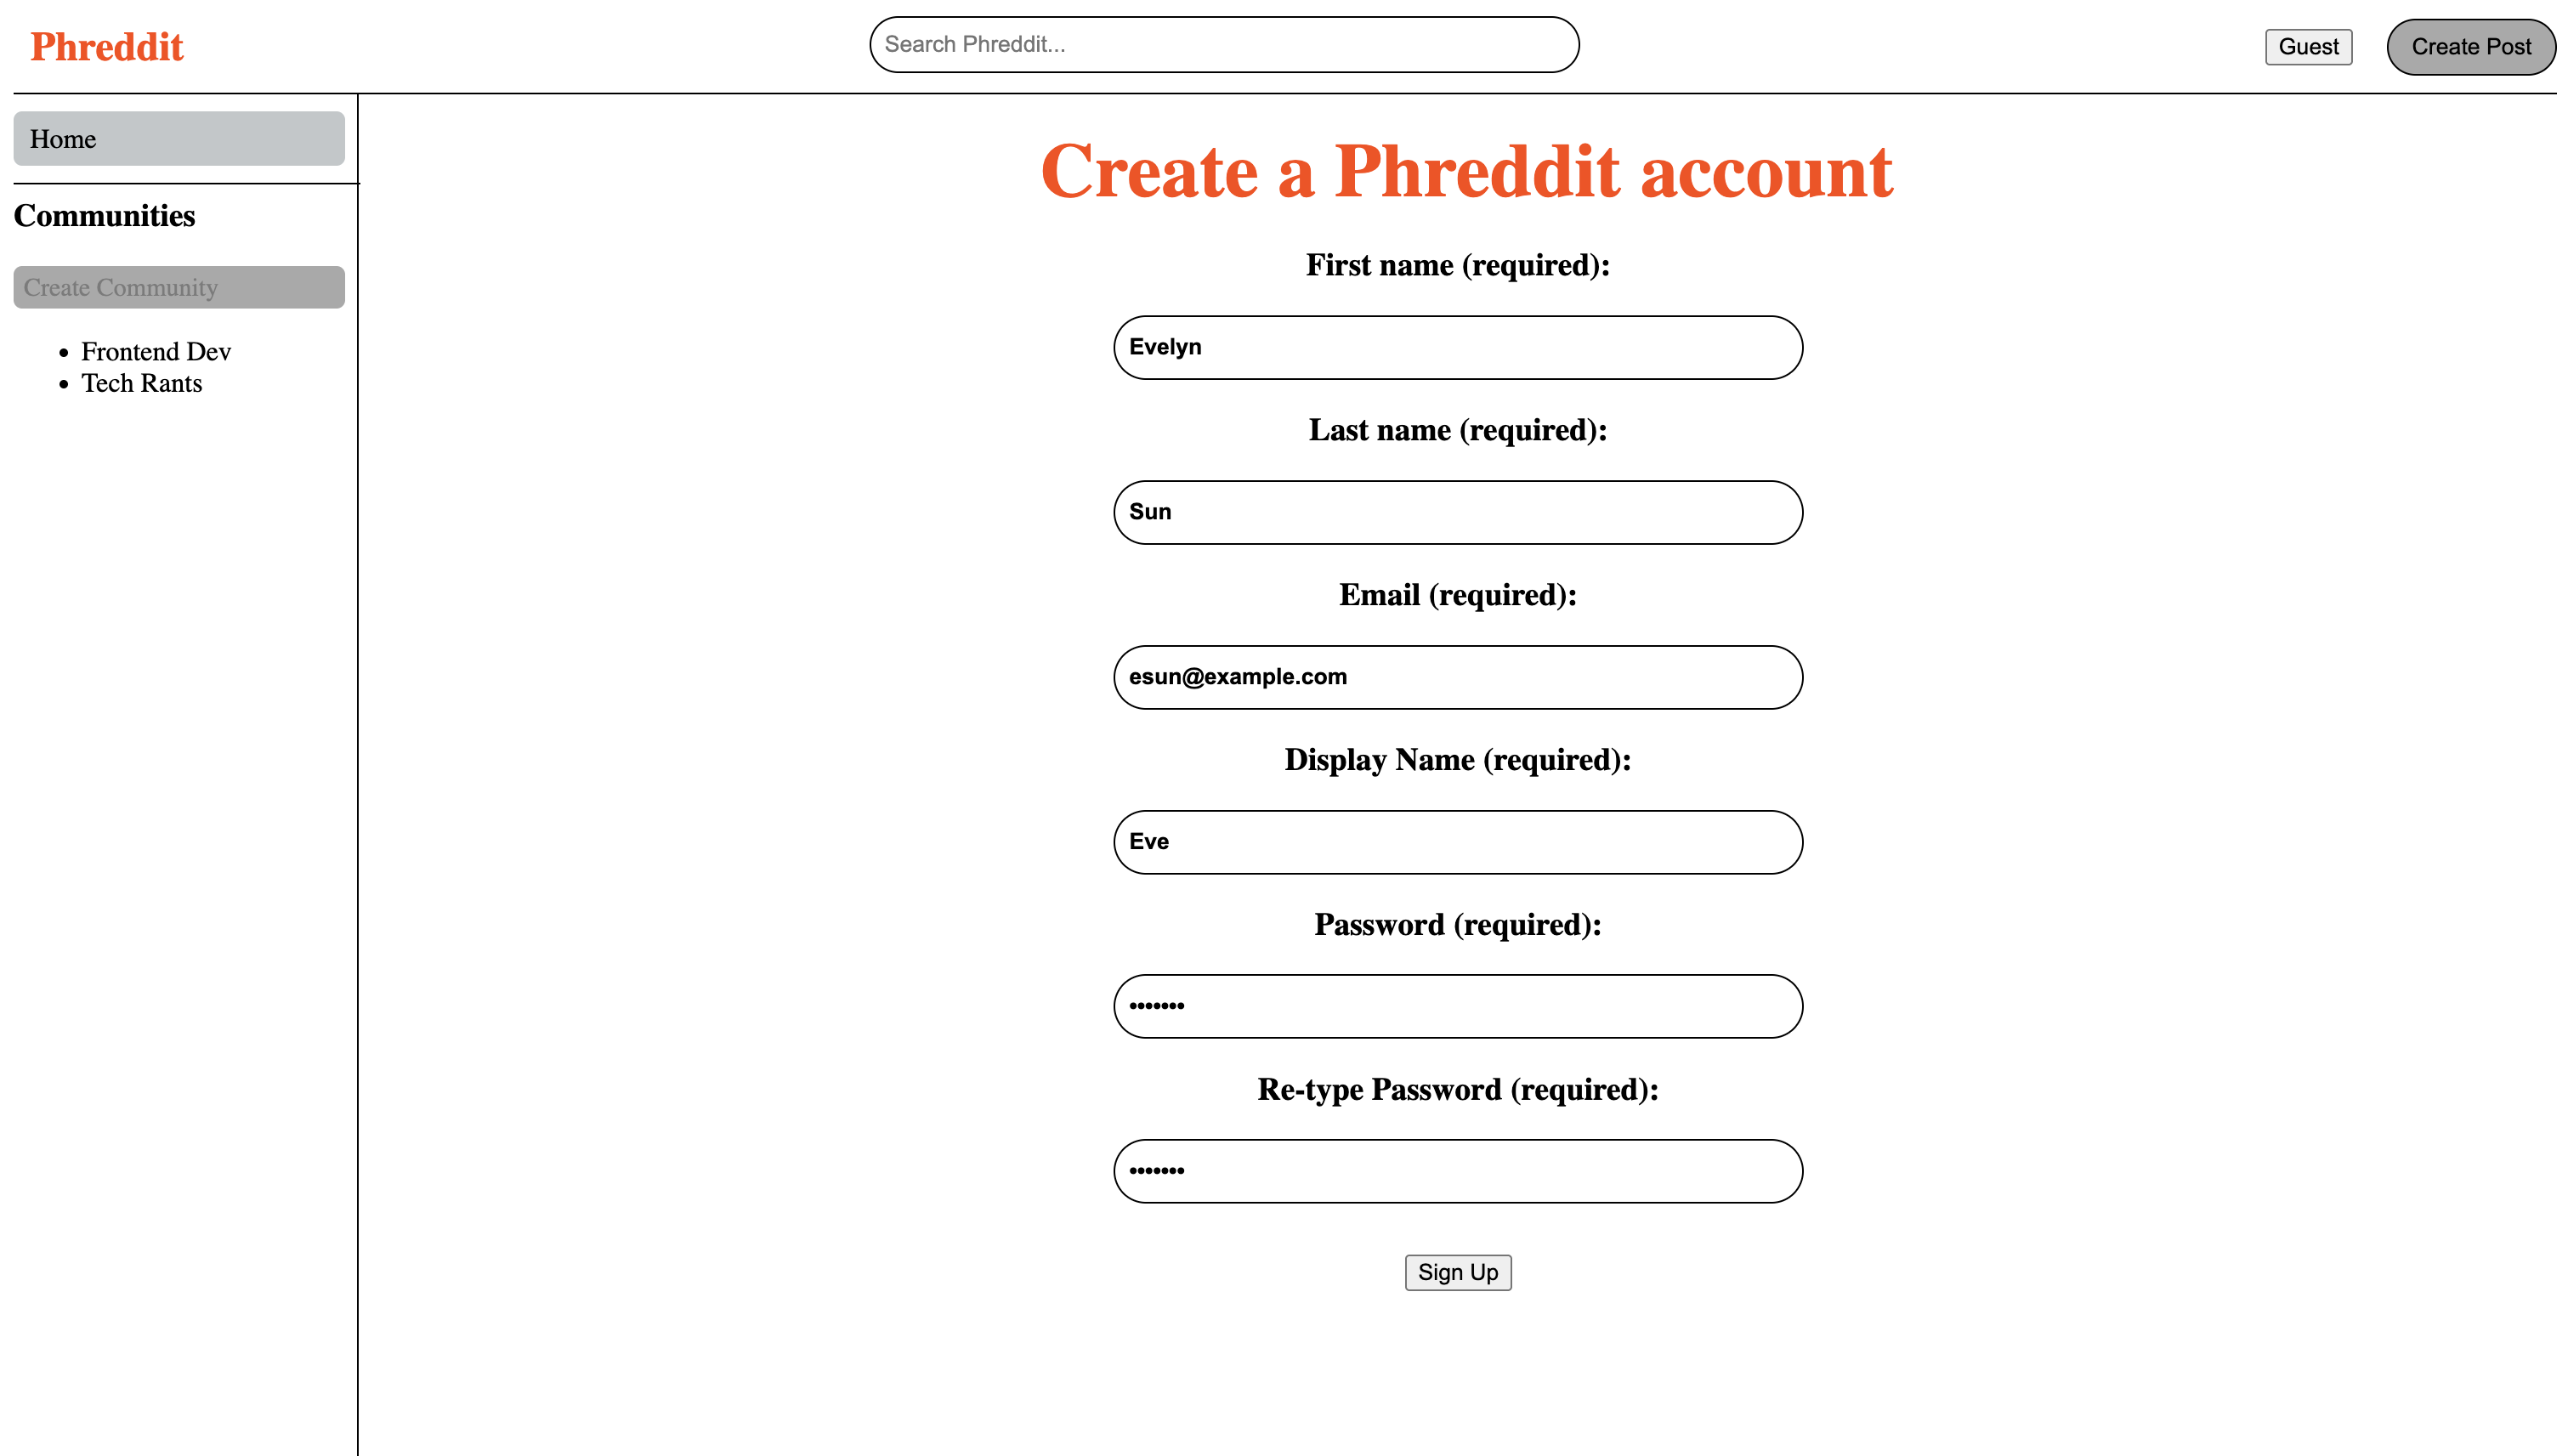 Phreddit
Search Phreddit...
Guest
Create Post
Home
Communities
Create Community
Frontend Dev
Tech Rants
Create a Phreddit account
First name (required):
Evelyn
Last name (required):
Sun
Email (required):
esun@example.com
Display Name (required):
Eve
Password (required):
•••••••
Re-type Password (required):
•••••••
Sign Up